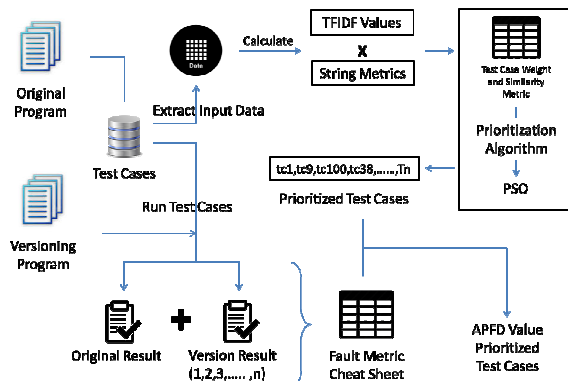 Original
Program
Test Cases
Versioning
Program
Data
Extract Input Data
Calculate
TFIDF Values
X
String Metrics
Test Case Weight
and Similarity
Metric
Prioritization
Algorithm
PSO
tc1,tc9,tc100,tc38,......,Tn
Prioritized Test Cases
Run Test Cases
Original Result
+
Version Result
(1,2,3,..... ,n)
Fault Metric
Cheat Sheet
APFD Value
Prioritized
Test Cases